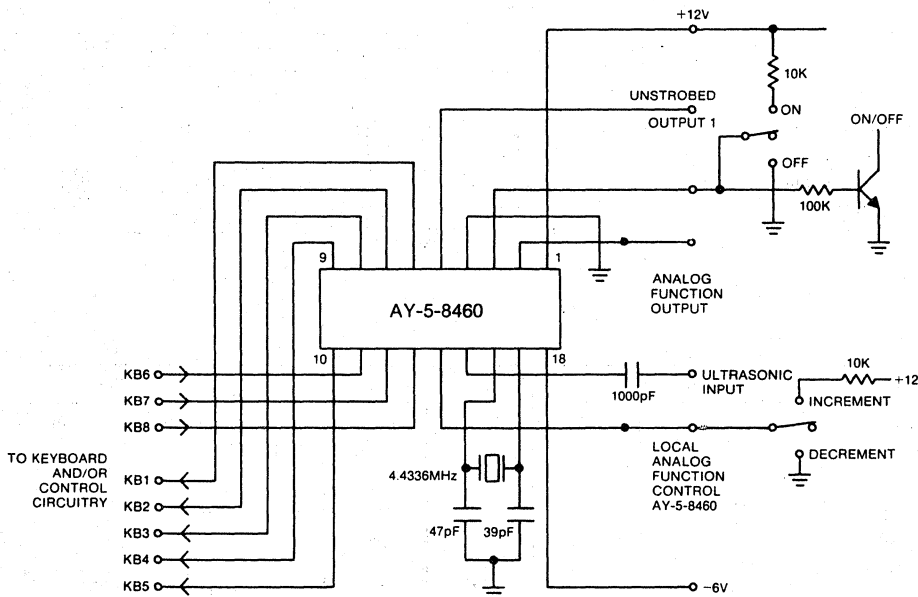 +12V
10K
UNSTROBED
OUTPUT 1
ON
ON/OFF
OFF
100K
9
1
ANALOG
FUNCTION
OUTPUT
AY-5-8460
10
18
KB6
KB7
KB8
1000pF
ULTRASONIC
INPUT
10K
+12
INCREMENT
TO KEYBOARD
AND/OR
CONTROL
CIRCUITRY
KB1
KB2
KB3
KB4
KB5
4.4336MHz
47pF
39pF
LOCAL
ANALOG
FUNCTION
CONTROL
AY-5-8460
DECREMENT
−6V